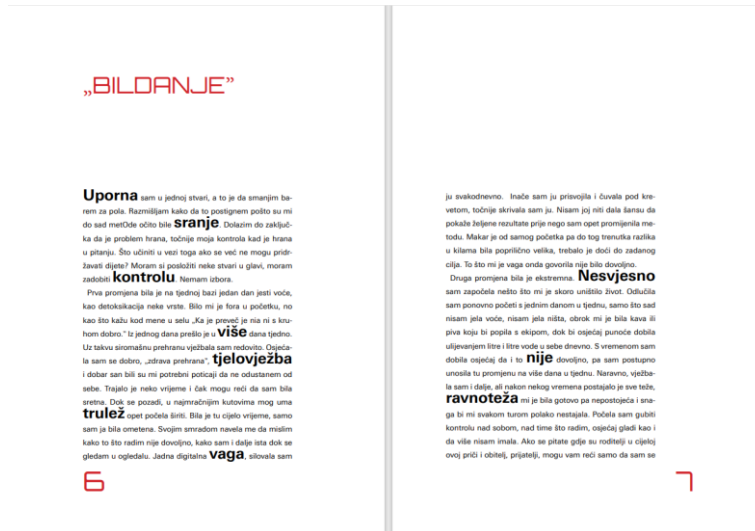 „BILDANJE”
Uporna sam u jednoj stvari, a to je da smanjim ba-
rem za pola. Razmišljam kako da to postignem pošto su mi
do sad metOde očito bile sranje. Dolazim do zaključ-
ka da je problem hrana, točnije moja kontrola kad je hrana
u pitanju. Što učiniti u vezi toga ako se već ne mogu pridr-
žavati dijete? Moram si posložiti neke stvari u glavi, moram
zadobiti kontrolu. Nemam izbora.
Prva promjena bila je na tjednoj bazi jedan dan jesti voće,
kao detoksikacija neke vrste. Bilo mi je fora u početku, no
kao što kažu kod mene u selu „Ka je preveč je nia ni s kru-
hom dobro.” Iz jednog dana prešlo je u više dana tjedno.
Uz takvu siromašnu prehranu vježbala sam redovito. Osjeća-
la sam se dobro, „zdrava prehrana”, tjelovježba
i dobar san bili su mi potrebni poticaji da ne odustanem od
sebe. Trajalo je neko vrijeme i čak mogu reći da sam bila
sretna. Dok se pozadi, u najmračnijim kutovima mog uma
trulež opet počela širiti. Bila je tu cijelo vrijeme, samo
sam ja bila ometena. Svojim smradom navela me da mislim
kako to što radim nije dovoljno, kako sam i dalje ista dok se
gledam u ogledalu. Jadna digitalna vaga, silovala sam
6
ju svakodnevno. Inače sam ju prisvojila i čuvala pod kre-
vetom, točnije skrivala sam ju. Nisam joj niti dala šansu da
pokaže željene rezultate prije nego sam opet promijenila me-
todu. Makar je od samog početka pa do tog trenutka razlika
u kilama bila poprilično velika, trebalo je doći do zadanog
cilja. To što mi je vaga onda govorila nije bilo dovoljno.
Druga promjena bila je ekstremna. Nesvjesno
sam započela nešto što mi je skoro uništilo život. Odlučila
sam ponovno početi s jednim danom u tjednu, samo što sad
nisam jela voće, nisam jela ništa, obrok mi je bila kava ili
piva koju bi popila s ekipom, dok bi osjećaj punoće dobila
ulijevanjem litre i litre vode u sebe dnevno. S vremenom sam
dobila osjećaj da i to nije dovoljno, pa sam postupno
unosila tu promjenu na više dana u tjednu. Naravno, vježba-
la sam i dalje, ali nakon nekog vremena postajalo je sve teže,
ravnoteža mi je bila gotovo pa nepostojeća i sna-
ga bi mi svakom turom polako nestajala. Počela sam gubiti
kontrolu nad sobom, nad time što radim, osjećaj gladi kao i
da više nisam imala. Ako se pitate gdje su roditelji u cijeloj
ovoj priči i obitelj, prijatelji, mogu vam reći samo da sam se
7